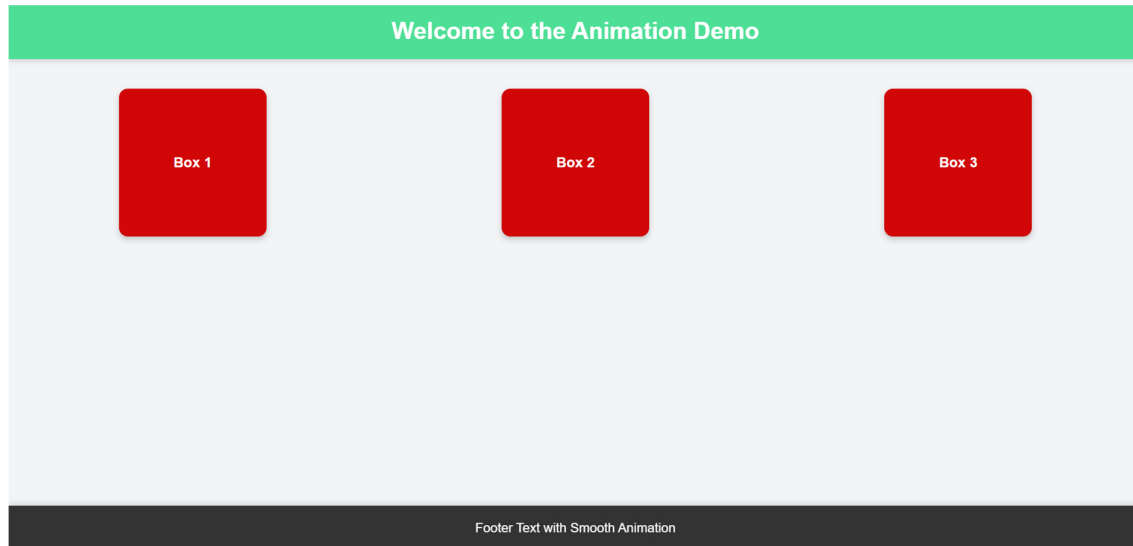 Welcome to the Animation Demo
Box 1
Box 2
Box 3
Footer Text with Smooth Animation